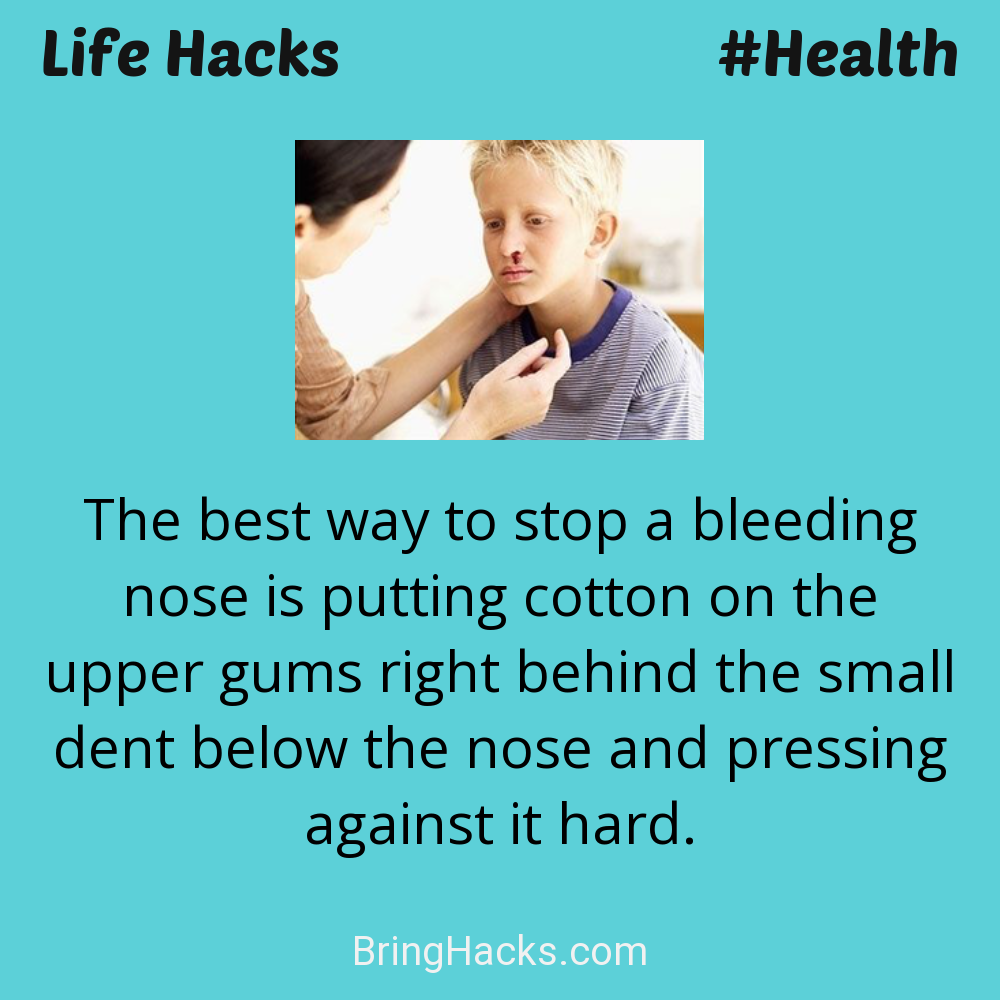 Life Hacks
#Health
The best way to stop a bleeding
nose is putting cotton on the
upper gums right behind the small
dent below the nose and pressing
against it hard.
BringHacks.com